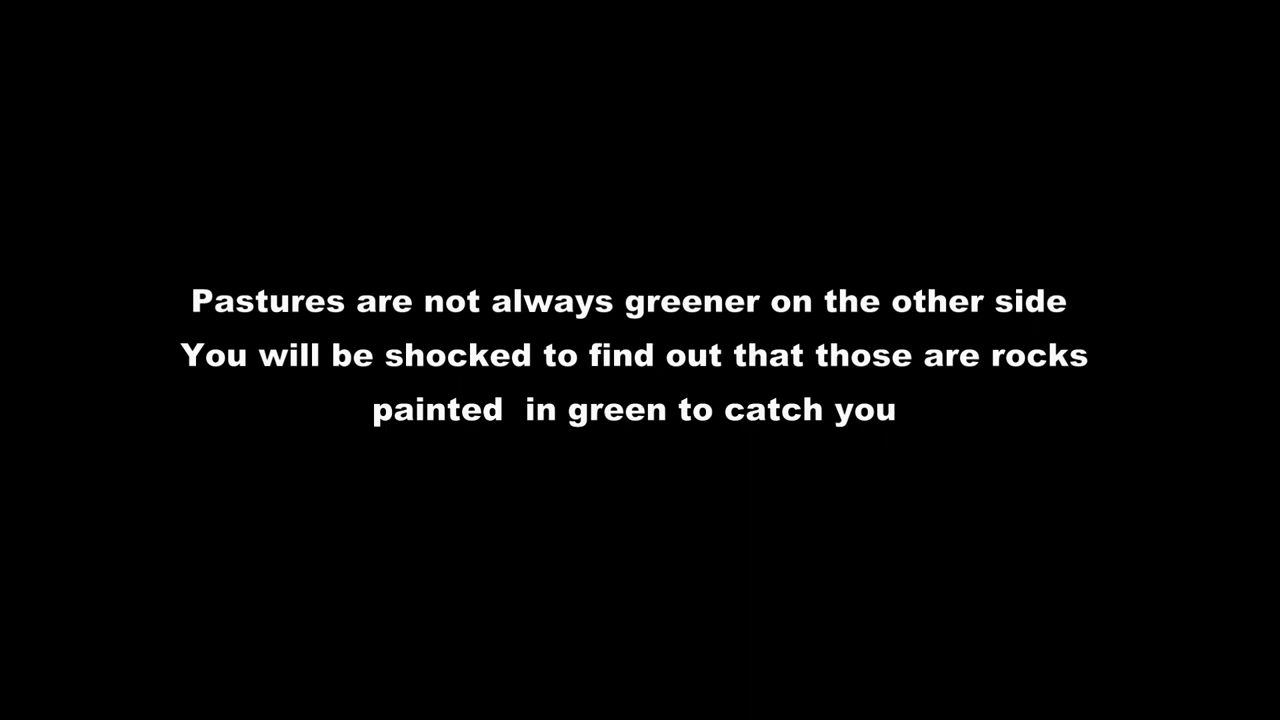 Pastures are not always greener on the other side
You will be shocked to find out that those are rocks
painted  in green to catch you